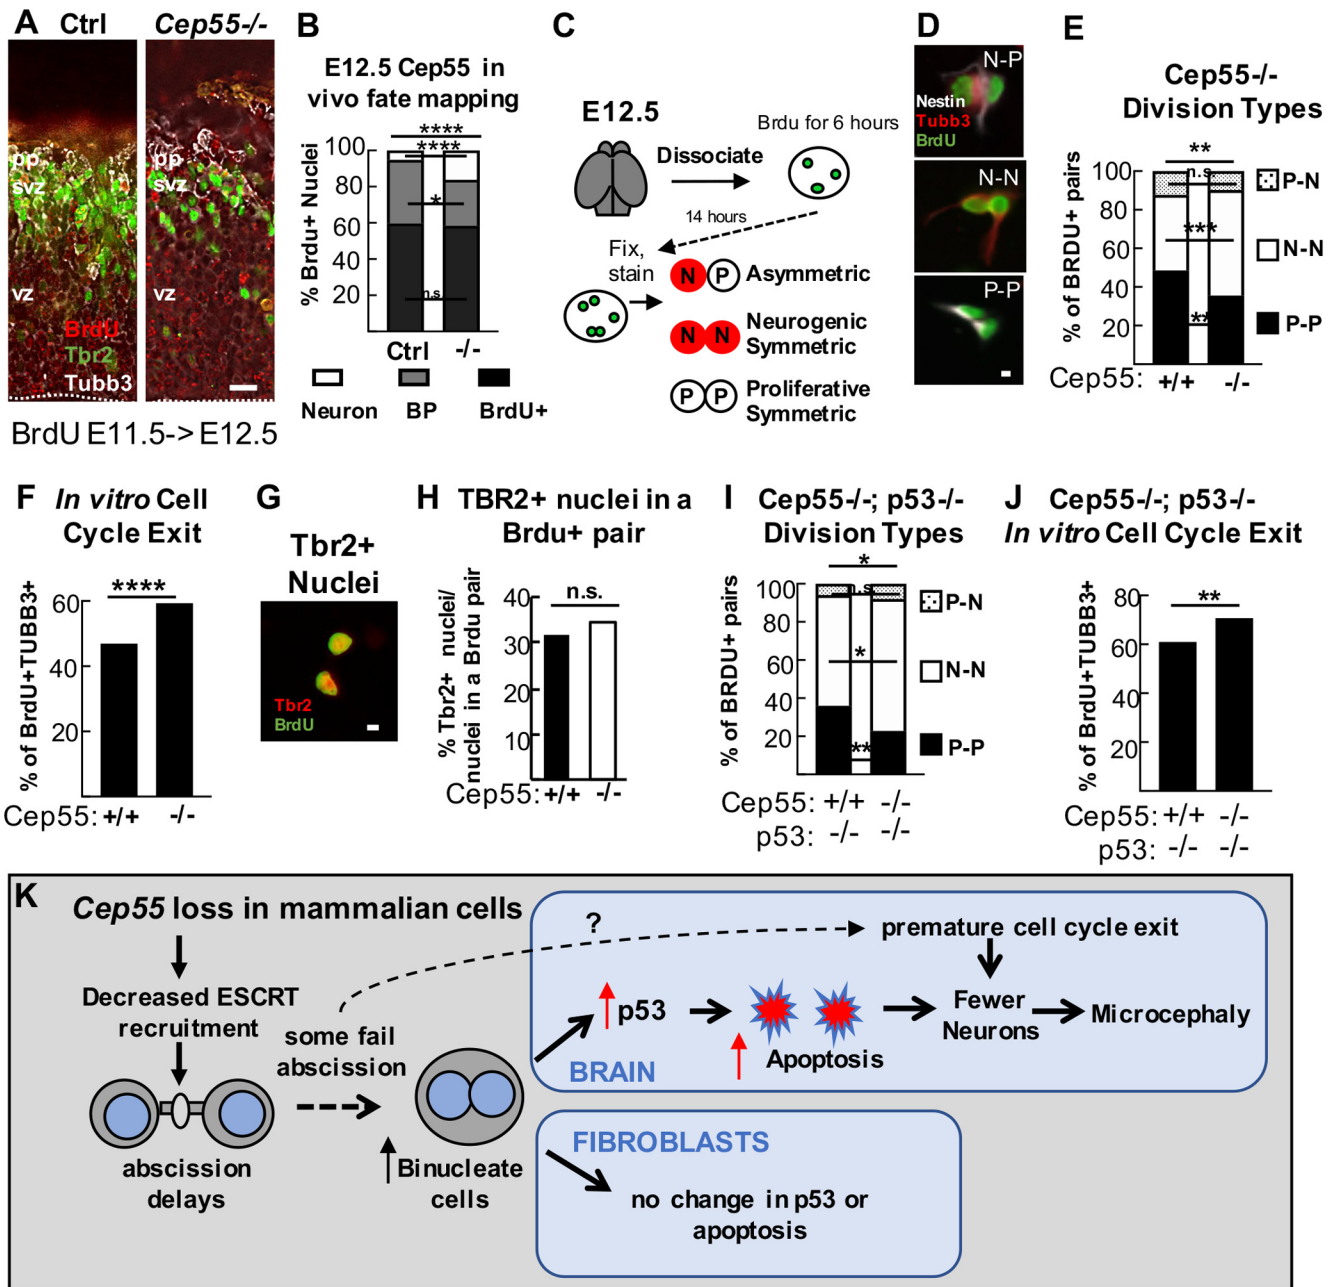 A
Ctrl
Cep55-/-
pp
svz
vz
BrdU
Tbr2
Tubb3
pp
svz
vz
BrdU E11.5-> E12.5
B
E12.5 Cep55 in
vivo fate mapping
****
****
*
n.s
% Brdu+ Nuclei
100
80
60
40
20
Ctrl
-/-
Neuron
BP
BrdU+
C
E12.5
Dissociate
Brdu for 6 hours
14 hours
Fix,
stain
N P Asymmetric
N N Neurogenic
Symmetric
P P Proliferative
Symmetric
D
N-P
Nestin
Tubb3
BrdU
N-N
P-P
E
Cep55-/-
Division Types
**
n.s.
***
**
% of BRDU+ pairs
100
80
60
40
20
P-N
N-N
P-P
Cep55: +/+ -/-
F
In vitro Cell
Cycle Exit
****
% of BrdU+TUBB3+
60
40
20
Cep55: +/+ -/-
G
Tbr2+
Nuclei
Tbr2
BrdU
H
TBR2+ nuclei in a
Brdu+ pair
n.s.
% Tbr2+ nuclei/
nuclei in a Brdu pair
40
30
20
10
Cep55: +/+ -/-
I
Cep55-/-; p53-/-
Division Types
*
n.s
*
**
% of BRDU+ pairs
100
80
60
40
20
P-N
N-N
P-P
Cep55: +/+ -/-
p53: -/- -/-
J
Cep55-/-; p53-/-
In vitro Cell Cycle Exit
**
% of BrdU+TUBB3+
80
60
40
20
Cep55: +/+ -/-
p53: -/- -/-
K
Cep55 loss in mammalian cells
Decreased ESCRT
recruitment
abscission
delays
some fail
abscission
Binucleate
cells
?
premature cell cycle exit
p53
Apoptosis
Fewer
Neurons
Microcephaly
BRAIN
FIBROBLASTS
no change in p53 or
apoptosis